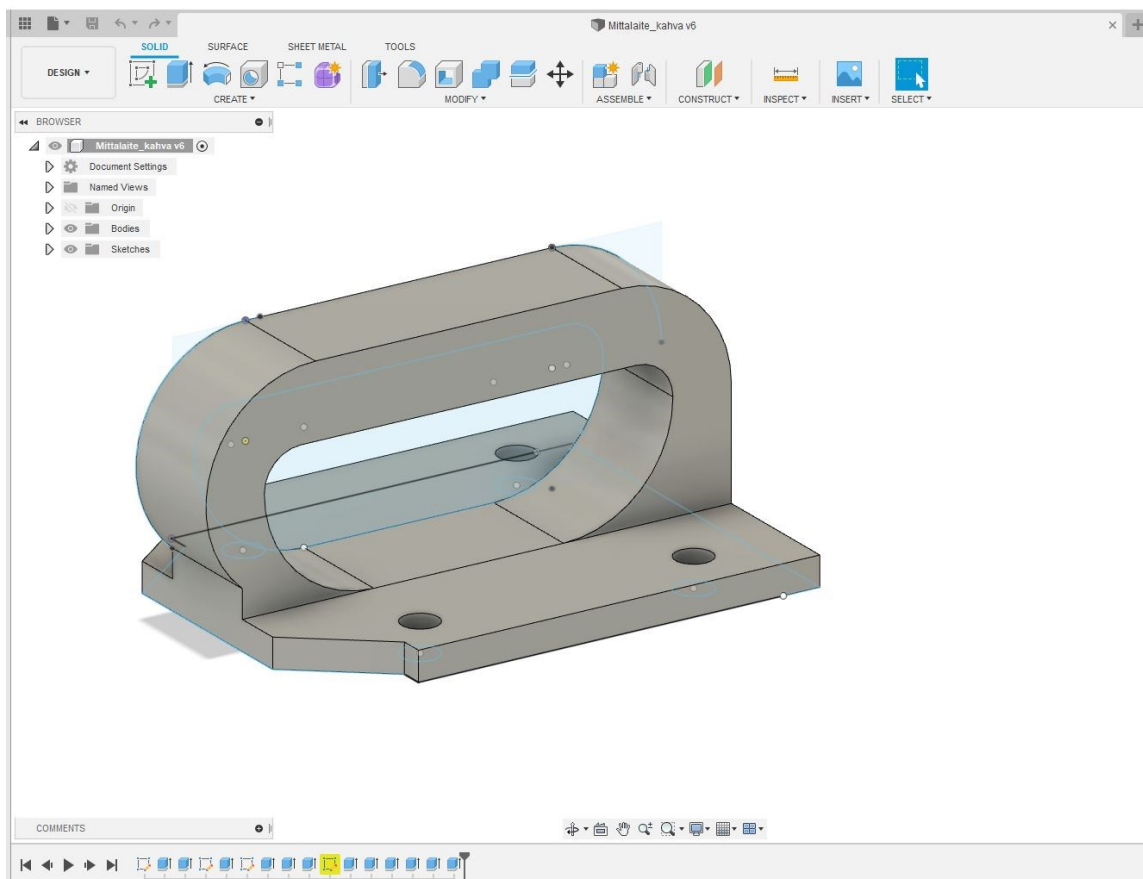 Mittalaite_kahva v6
SOLID SURFACE SHEET METAL TOOLS
DESIGN
CREATE MODIFY ASSEMBLE CONSTRUCT INSPECT INSERT SELECT
BROWSER
Mittalaite_kahva v6
Document Settings
Named Views
Origin
Bodies
Sketches
COMMENTS